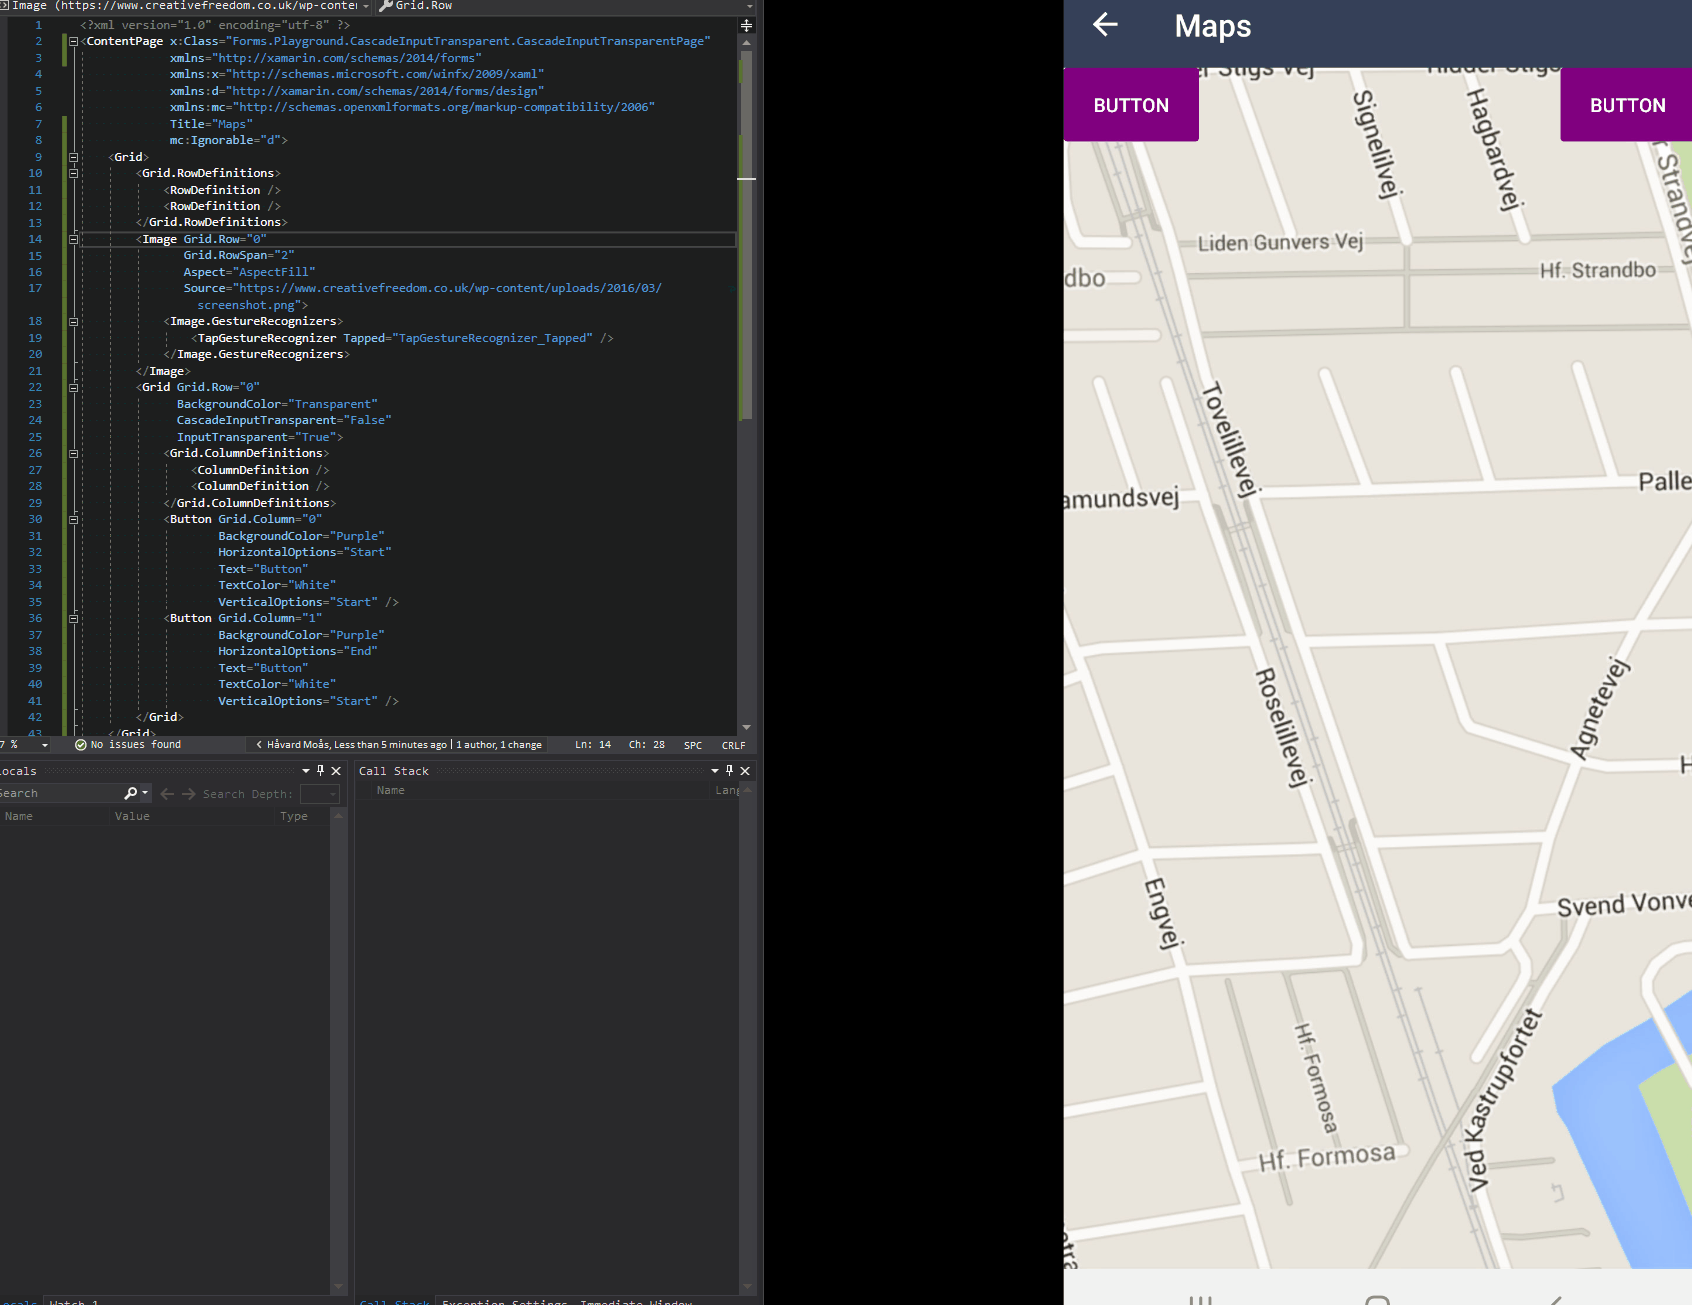 Image (https://www.creativefreedom.co.uk/wp-conte
Grid.Row
1 <?xml version="1.0" encoding="utf-8" ?>
2 <ContentPage x:Class="Forms.Playground.CascadeInputTransparent.CascadeInputTransparentPage"
3 xmlns="http://xamarin.com/schemas/2014/forms"
4 xmlns:x="http://schemas.microsoft.com/winfx/2009/xaml"
5 xmlns:d="http://xamarin.com/schemas/2014/forms/design"
6 xmlns:mc="http://schemas.openxmlformats.org/markup-compatibility/2006"
7 Title="Maps"
8 mc:Ignorable="d">
9 <Grid>
10 <Grid.RowDefinitions>
11 <RowDefinition />
12 <RowDefinition />
13 </Grid.RowDefinitions>
14 <Image Grid.Row="0"
15 Grid.RowSpan="2"
16 Aspect="AspectFill"
17 Source="https://www.creativefreedom.co.uk/wp-content/uploads/2016/03/
screenshot.png">
18 <Image.GestureRecognizers>
19 <TapGestureRecognizer Tapped="TapGestureRecognizer_Tapped" />
20 </Image.GestureRecognizers>
21 </Image>
22 <Grid Grid.Row="0"
23 BackgroundColor="Transparent"
24 CascadeInputTransparent="False"
25 InputTransparent="True">
26 <Grid.ColumnDefinitions>
27 <ColumnDefinition />
28 <ColumnDefinition />
29 </Grid.ColumnDefinitions>
30 <Button Grid.Column="0"
31 BackgroundColor="Purple"
32 HorizontalOptions="Start"
33 Text="Button"
34 TextColor="White"
35 VerticalOptions="Start" />
36 <Button Grid.Column="1"
37 BackgroundColor="Purple"
38 HorizontalOptions="End"
39 Text="Button"
40 TextColor="White"
41 VerticalOptions="Start" />
42 </Grid>
43 </Grid>
7 % No issues found Håvard Moås, Less than 5 minutes ago | 1 author, 1 change Ln: 14 Ch: 28 SPC CRLF
ocals
Search Search Depth:
Name Value Type
Call Stack
Name Lang
ocals Watch 1
Call Stack Exception Settings Immediate Window
Maps
BUTTON
BUTTON
er Stigs Vej
Ridder Stigs
Signelilvej
Hagbardvej
r Strandvej
Liden Gunvers Vej
Hf. Strandbo
dbo
Tovelillevej
Palle
amundsvej
Roselillevej
Agnetevej
H
Engvej
Svend Vonve
Hf. Formosa
Ved Kastrupfortet
Hf. Formosa